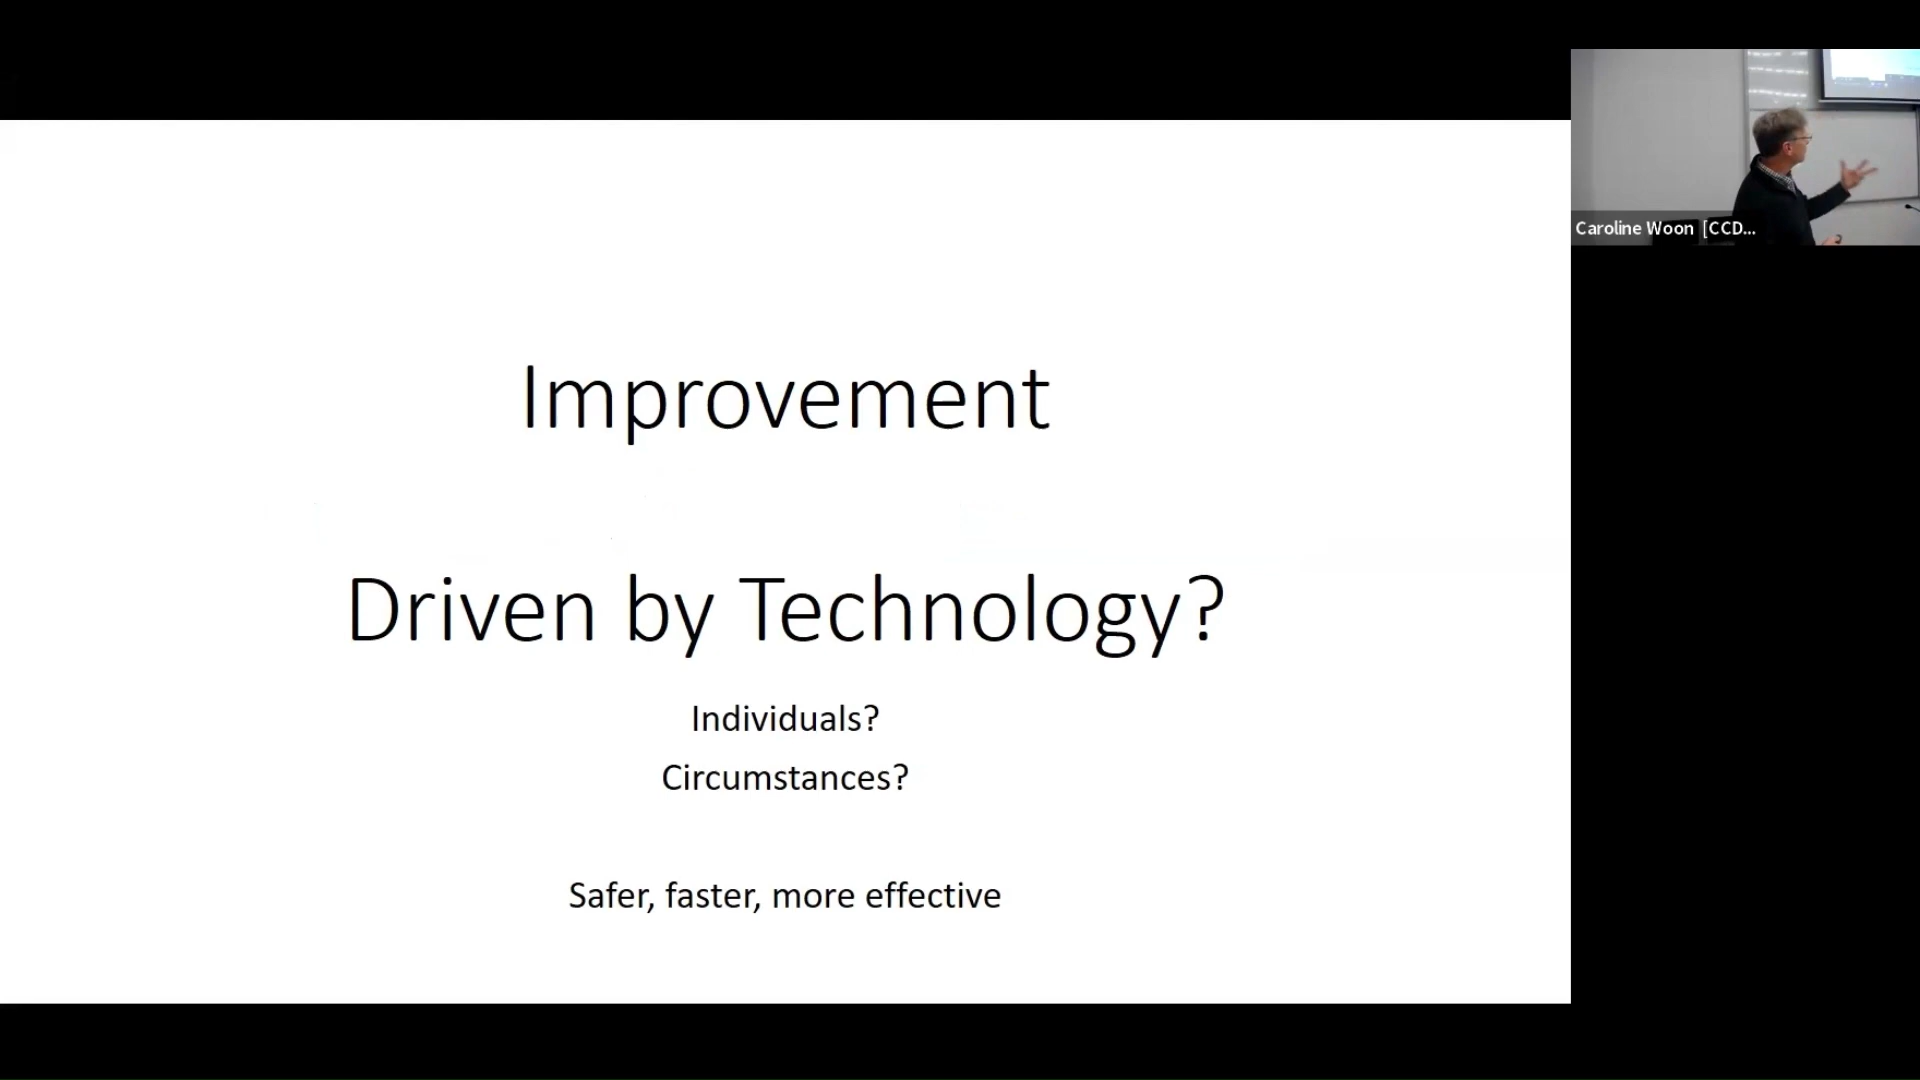 Improvement
Driven by Technology?
Individuals?
Circumstances?
Safer, faster, more effective
Caroline Woon [CCD...